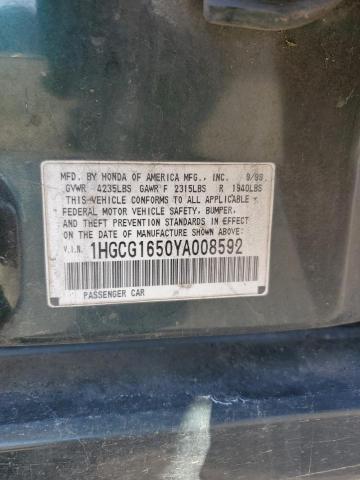 MFD. BY HONDA OF AMERICA MFG., INC. 9/99
GVWR 4235LBS GAWR F 2315LBS R 1940LBS
THIS VEHICLE CONFORMS TO ALL APPLICABLE
FEDERAL MOTOR VEHICLE SAFETY, BUMPER,
AND THEFT PREVENTION STANDARDS IN EFFECT
ON THE DATE OF MANUFACTURE SHOWN ABOVE.
V.I.N. 1HGCG1650YA008592
PASSENGER CAR